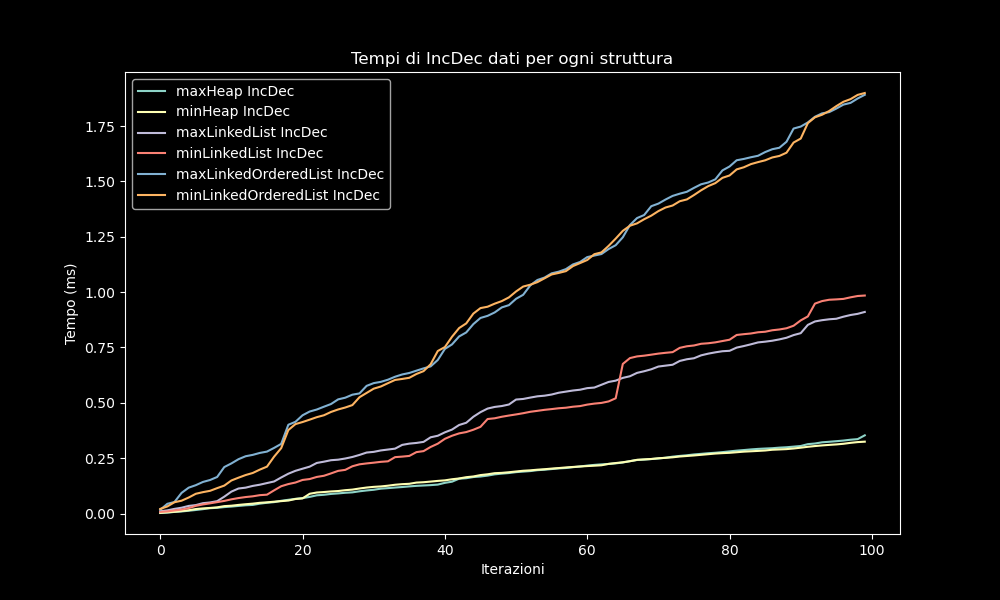 Tempi di IncDec dati per ogni struttura
maxHeap IncDec
minHeap IncDec
maxLinkedList IncDec
minLinkedList IncDec
maxLinkedOrderedList IncDec
minLinkedOrderedList IncDec
1.75
1.50
1.25
1.00
0.75
0.50
0.25
0.00
Tempo (ms)
0 20 40 60 80 100
Iterazioni